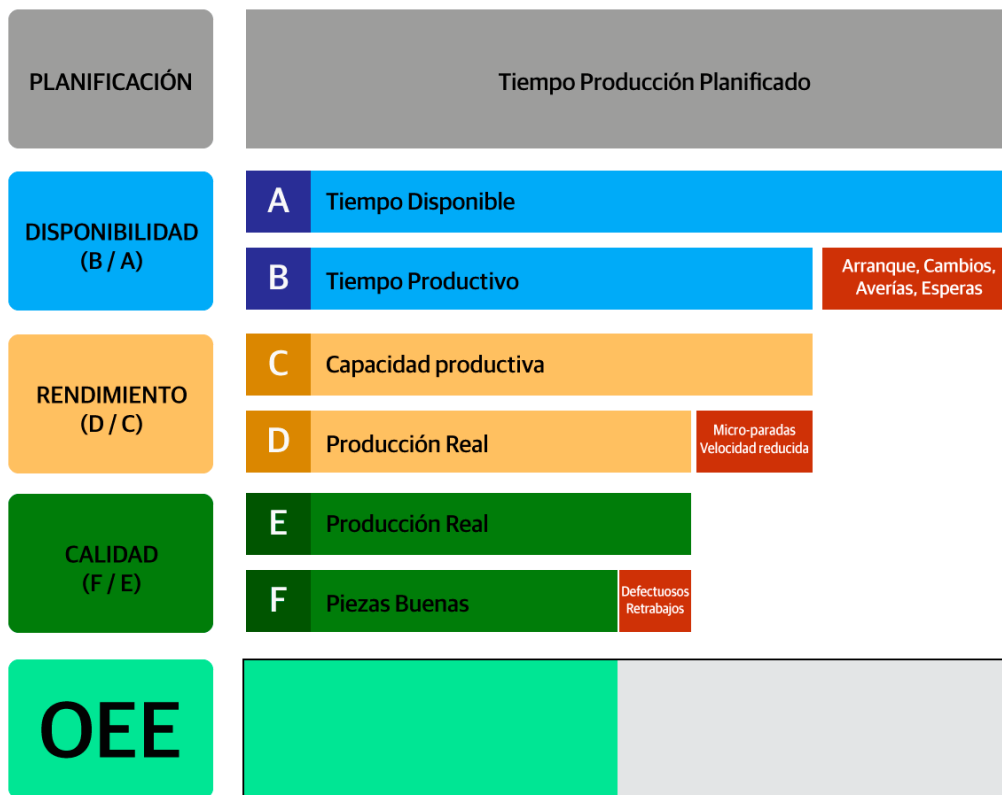 PLANIFICACIÓN
Tiempo Producción Planificado
DISPONIBILIDAD
(B / A)
A
Tiempo Disponible
B
Tiempo Productivo
Arranque, Cambios,
Averías, Esperas
RENDIMIENTO
(D / C)
C
Capacidad productiva
D
Producción Real
Micro-paradas
Velocidad reducida
CALIDAD
(F / E)
E
Producción Real
F
Piezas Buenas
Defectuosos
Retrabajos
OEE